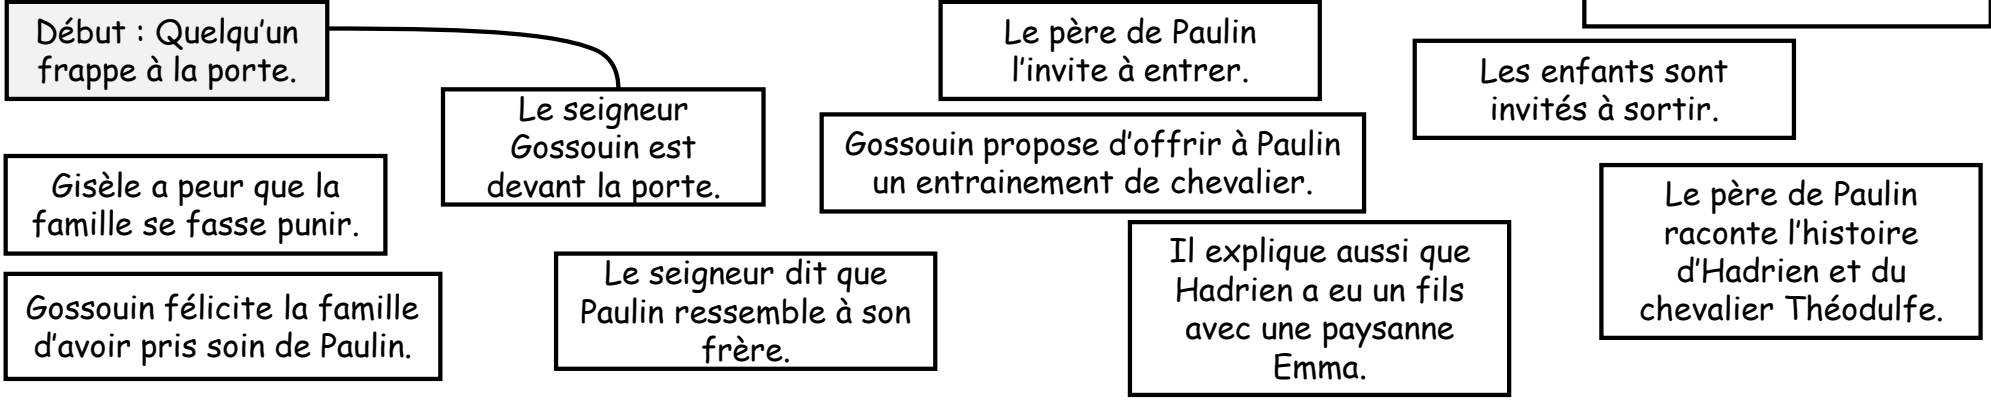 Début : Quelqu'un
frappe à la porte.
Le seigneur
Gossouin est
devant la porte.
Le père de Paulin
l'invite à entrer.
Les enfants sont
invités à sortir.
Gossouin propose d'offrir à Paulin
un entrainement de chevalier.
Gisèle a peur que la
famille se fasse punir.
Le père de Paulin
raconte l'histoire
d'Hadrien et du
chevalier Théodulfe.
Il explique aussi que
Hadrien a eu un fils
avec une paysanne
Emma.
Le seigneur dit que
Paulin ressemble à son
frère.
Gossouin félicite la famille
d'avoir pris soin de Paulin.